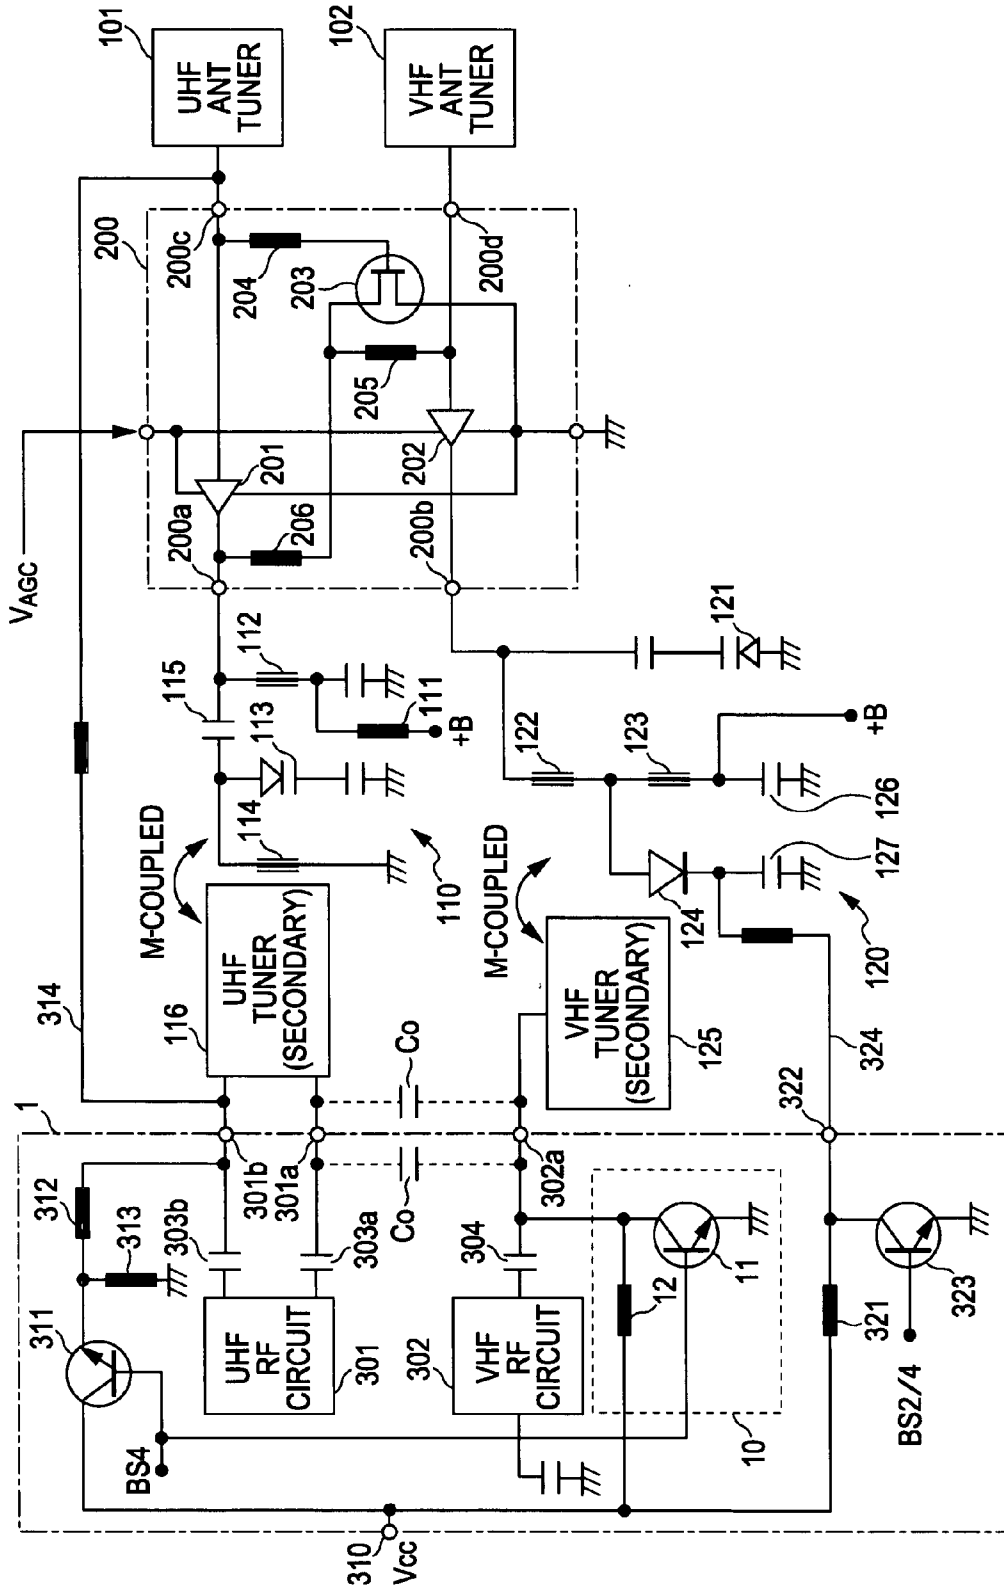 101
UHF
ANT
TUNER
102
VHF
ANT
TUNER
200
200c
204
203
200d
205
VAGC
201
202
200a
206
200b
115
112
113
111
+B
114
110
M-COUPLED
121
122
123
+B
126
127
124
120
M-COUPLED
314
116
UHF
TUNER
(SECONDARY)
VHF
TUNER
(SECONDARY)
125
324
322
Co
Co
1
301b
301a
302a
312
313
303b
303a
304
311
UHF
RF
CIRCUIT
301
302
VHF
RF
CIRCUIT
12
11
10
321
323
BS4
BS2/4
310
Vcc